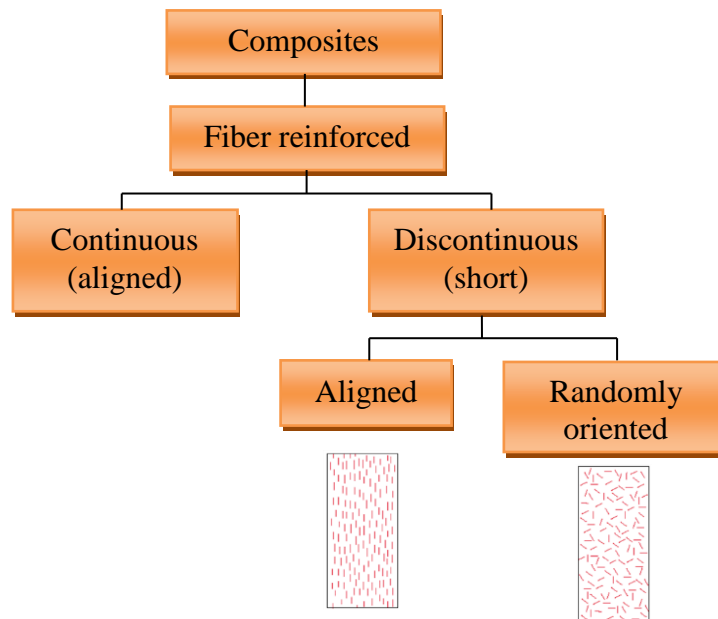 Composites
Fiber reinforced
Continuous
(aligned)
Discontinuous
(short)
Aligned
Randomly
oriented